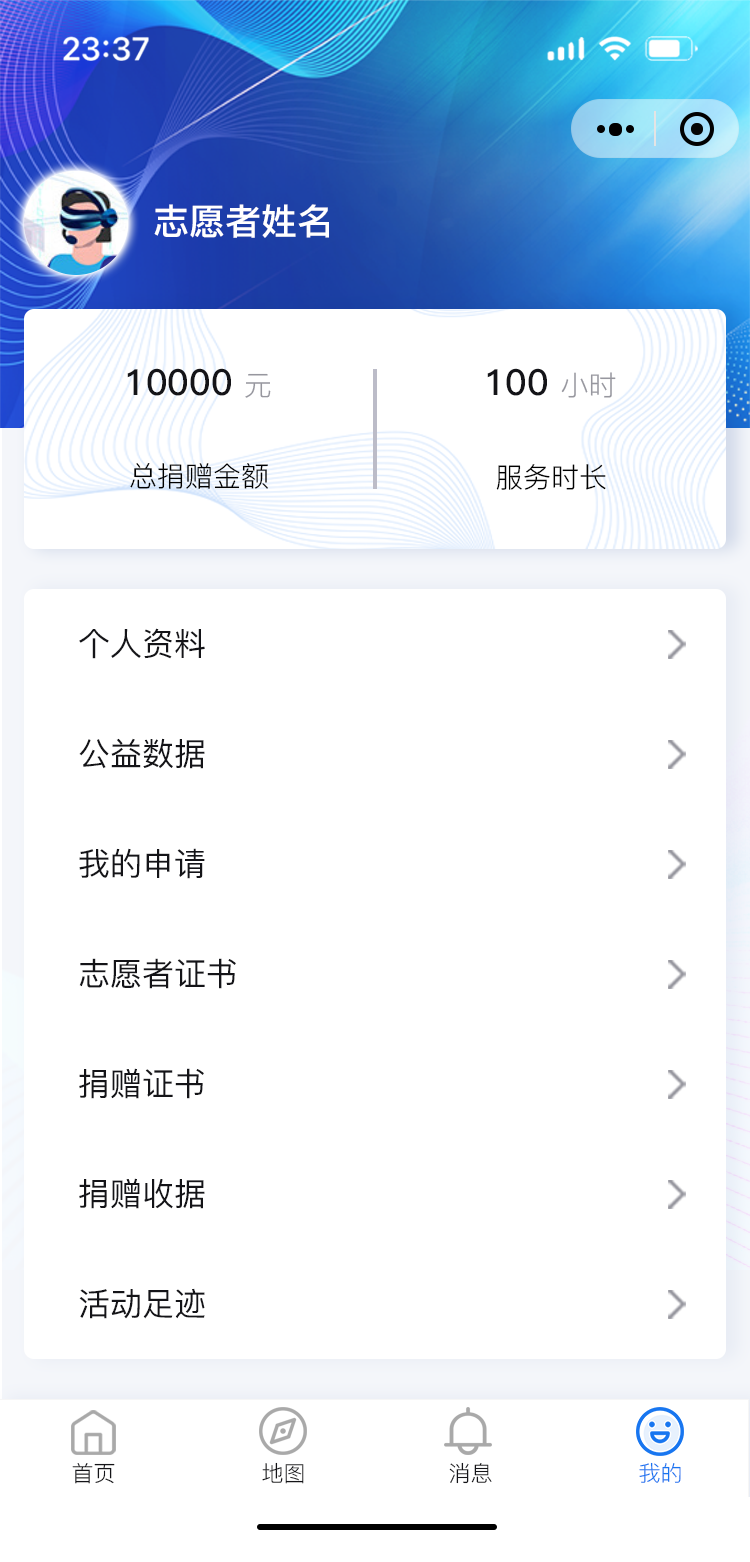 23:37
志愿者姓名
10000 元
100 小时
总捐赠金额
服务时长
个人资料
公益数据
我的申请
志愿者证书
捐赠证书
捐赠收据
活动足迹
首页
地图
消息
我的